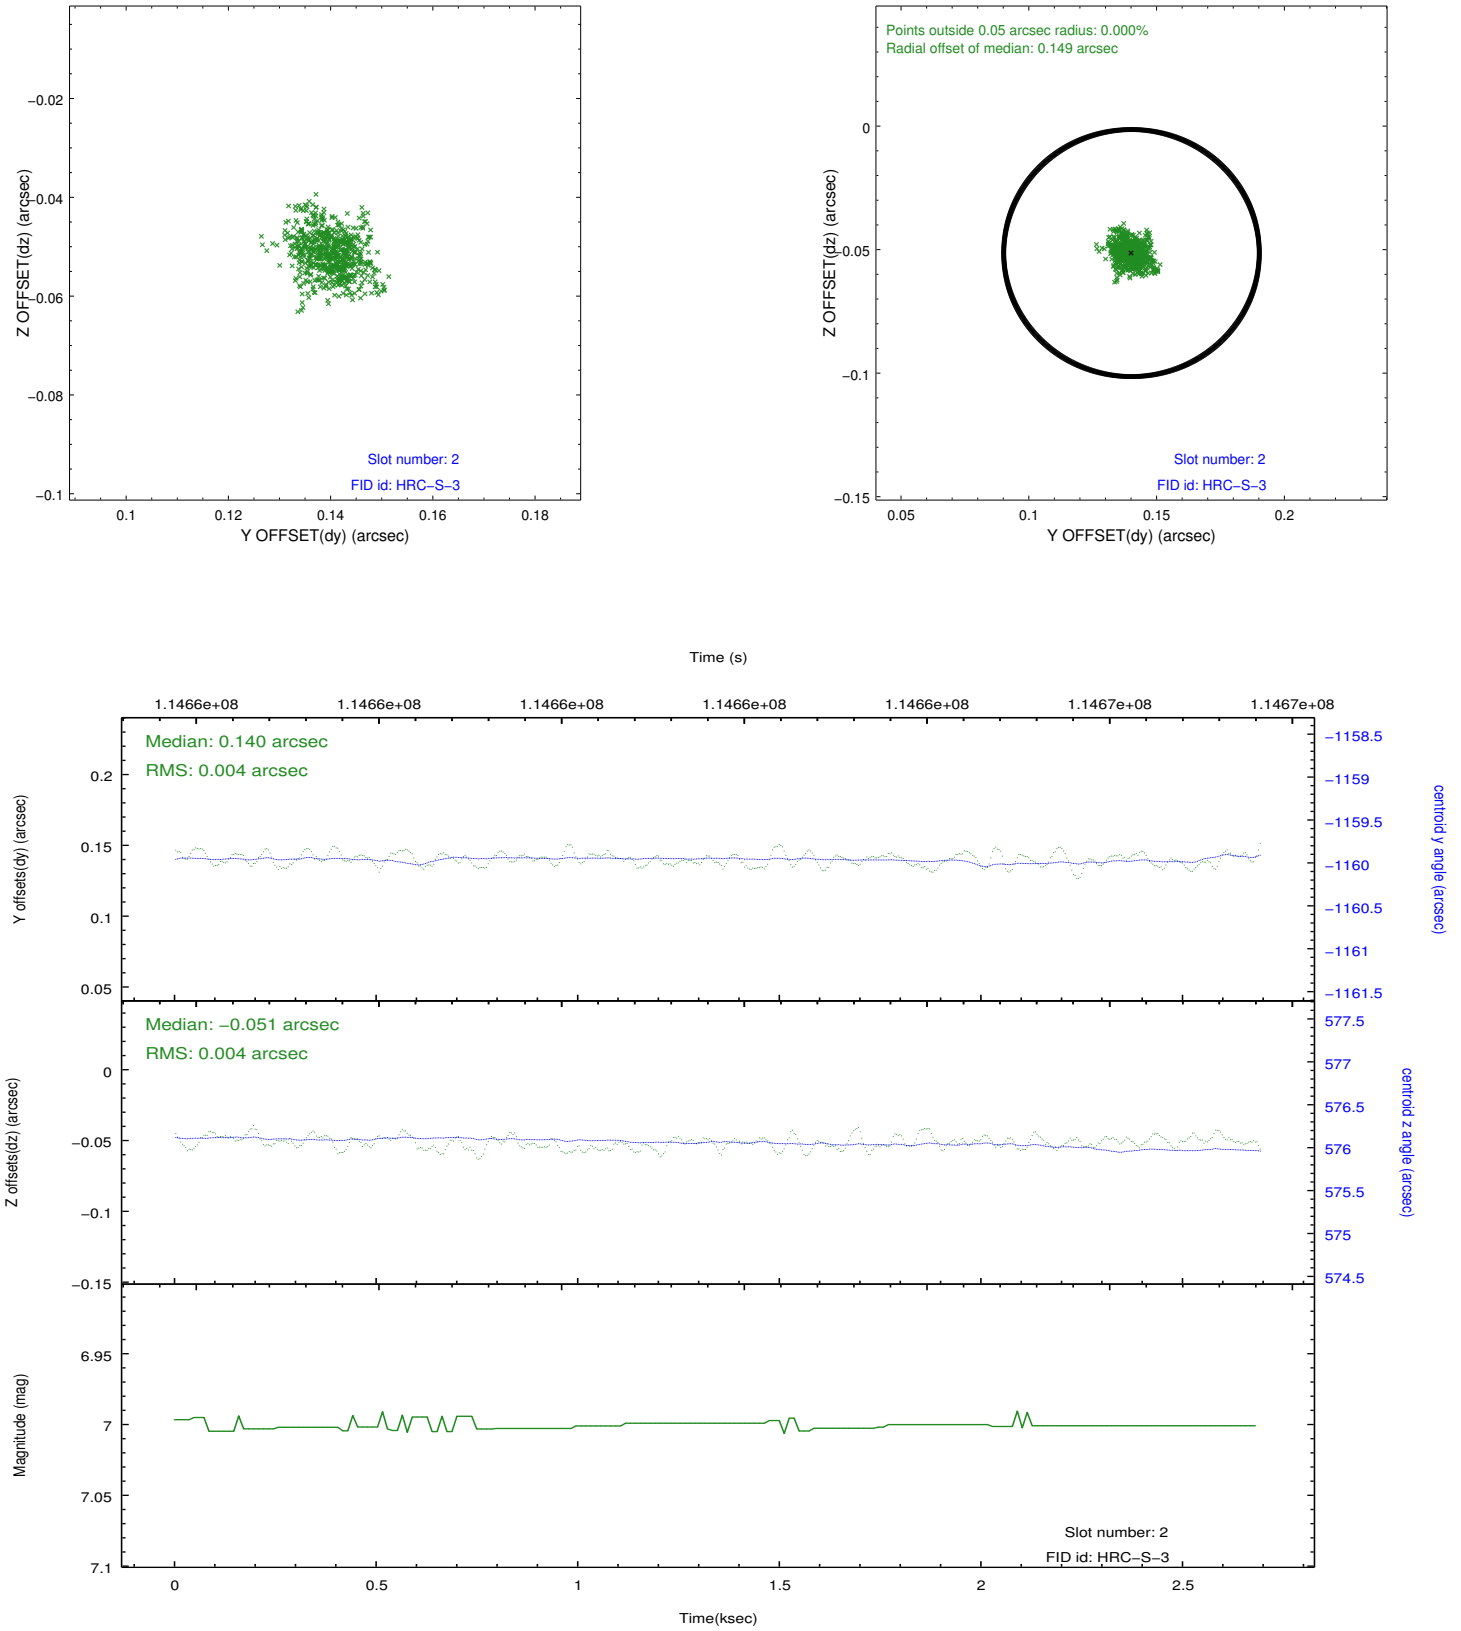 −0.02
−0.04
−0.06
−0.08
−0.1
Z OFFSET(dz) (arcsec)
Slot number: 2
FID id: HRC−S−3
0.1
0.12
0.14
0.16
0.18
Y OFFSET(dy) (arcsec)
Points outside 0.05 arcsec radius: 0.000%
Radial offset of median: 0.149 arcsec
0
−0.05
−0.1
−0.15
Z OFFSET(dz) (arcsec)
Slot number: 2
FID id: HRC−S−3
0.05
0.1
0.15
0.2
Y OFFSET(dy) (arcsec)
Time (s)
1.1466e+08
1.1466e+08
1.1466e+08
1.1466e+08
1.1466e+08
1.1467e+08
1.1467e+08
Median: 0.140 arcsec
RMS: 0.004 arcsec
0.2
0.15
0.1
0.05
Y offsets(dy) (arcsec)
−1158.5
−1159
−1159.5
−1160
−1160.5
−1161
−1161.5
centroid y angle (arcsec)
Median: −0.051 arcsec
RMS: 0.004 arcsec
0
−0.05
−0.1
−0.15
Z offsets(dz) (arcsec)
577.5
577
576.5
576
575.5
575
574.5
centroid z angle (arcsec)
6.95
7
7.05
7.1
Magnitude (mag)
Slot number: 2
FID id: HRC−S−3
0
0.5
1
1.5
2
2.5
Time(ksec)